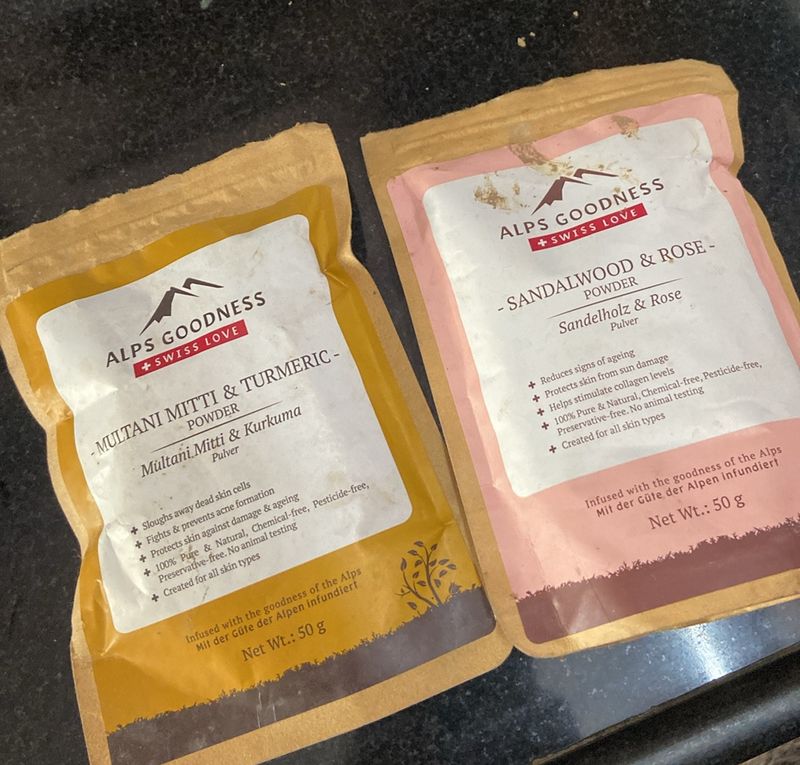 ALPS GOODNESS
SWISS LOVE
- MULTANI MITTI & TURMERIC -
POWDER
Multani Mitti & Kurkuma
Pulver
Sloughs away dead skin cells
Fights & prevents acne formation
Protects skin against damage & ageing
100% Pure & Natural, Chemical-free, Pesticide-free,
Preservative-free. No animal testing
Created for all skin types
Infused with the goodness of the Alps
Mit der Güte der Alpen infundiert
Net Wt.: 50 g
ALPS GOODNESS
SWISS LOVE
- SANDALWOOD & ROSE -
POWDER
Sandelholz & Rose
Pulver
Reduces signs of ageing
Protects skin from sun damage
Helps stimulate collagen levels
100% Pure & Natural, Chemical-free, Pesticide-free,
Preservative-free. No animal testing
Created for all skin types
Infused with the goodness of the Alps
Mit der Güte der Alpen infundiert
Net Wt.: 50 g